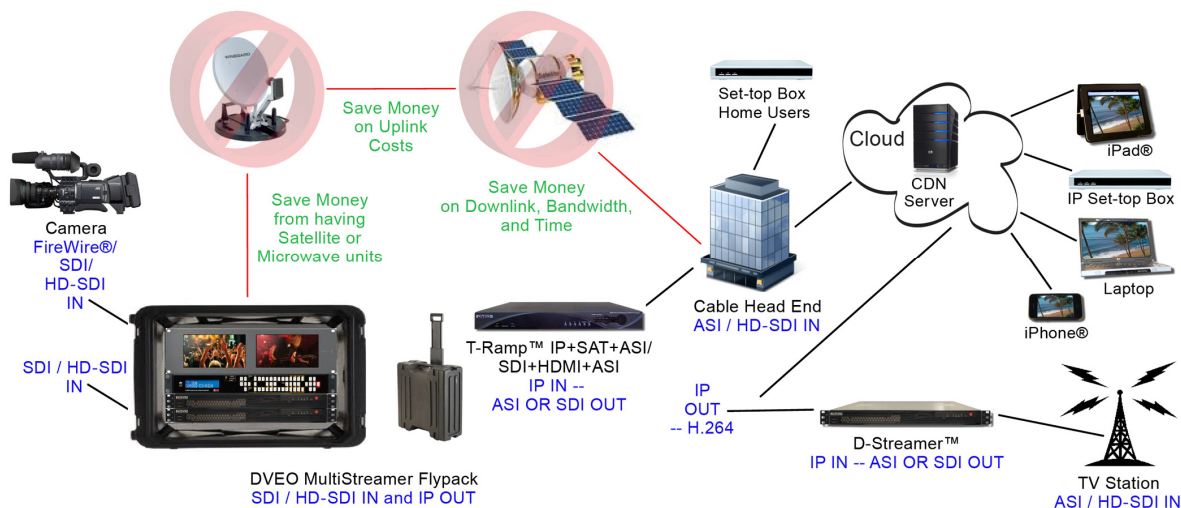 WINEGARD
Save Money
on Uplink
Costs
Save Money
from having
Satellite or
Microwave units
Save Money
on Downlink, Bandwidth,
and Time
Camera
FireWire®/
SDI/
HD-SDI
IN
SDI / HD-SDI
IN
DVEO MultiStreamer Flypack
SDI / HD-SDI IN and IP OUT
T-Ramp™ IP+SAT+ASI/
SDI+HDMI+ASI
IP IN --
ASI OR SDI OUT
Set-top Box
Home Users
Cable Head End
ASI / HD-SDI IN
Cloud
CDN
Server
iPad®
IP Set-top Box
Laptop
iPhone®
IP
OUT
-- H.264
D-Streamer™
IP IN -- ASI OR SDI OUT
TV Station
ASI / HD-SDI IN